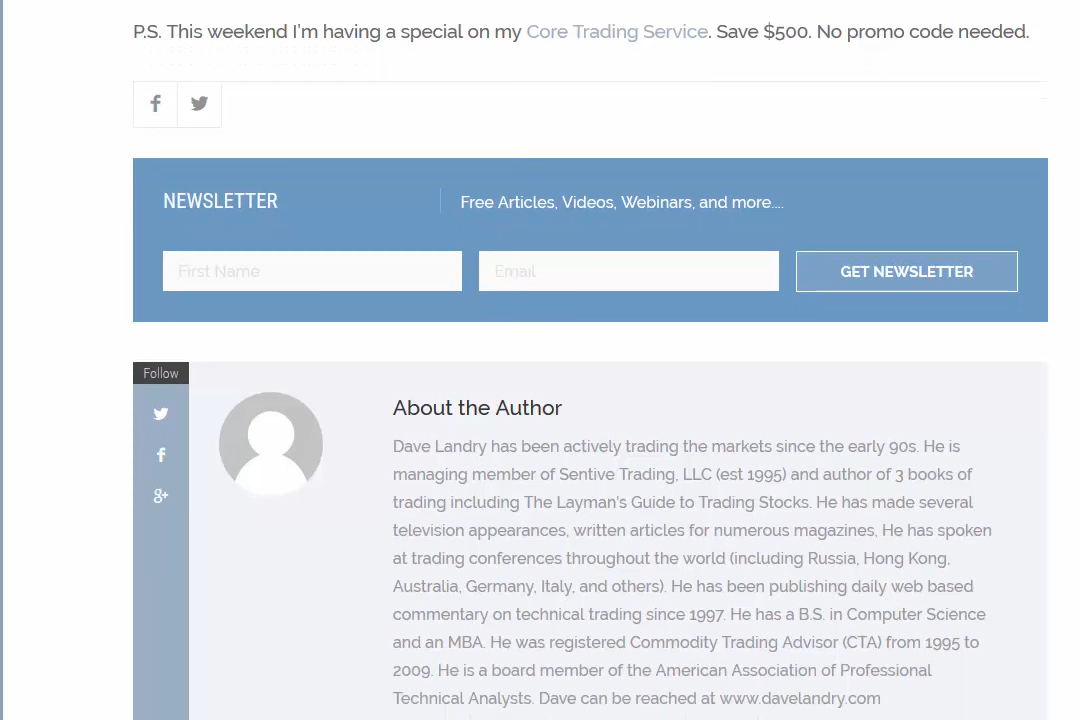 P.S. This weekend I'm having a special on my Core Trading Service. Save $500. No promo code needed.
NEWSLETTER
Free Articles, Videos, Webinars, and more....
First Name
Email
GET NEWSLETTER
Follow
About the Author
Dave Landry has been actively trading the markets since the early 90s. He is
managing member of Sentive Trading, LLC (est 1995) and author of 3 books of
trading including The Layman's Guide to Trading Stocks. He has made several
television appearances, written articles for numerous magazines, He has spoken
at trading conferences throughout the world (including Russia, Hong Kong,
Australia, Germany, Italy, and others). He has been publishing daily web based
commentary on technical trading since 1997. He has a B.S. in Computer Science
and an MBA. He was registered Commodity Trading Advisor (CTA) from 1995 to
2009. He is a board member of the American Association of Professional
Technical Analysts. Dave can be reached at www.davelandry.com